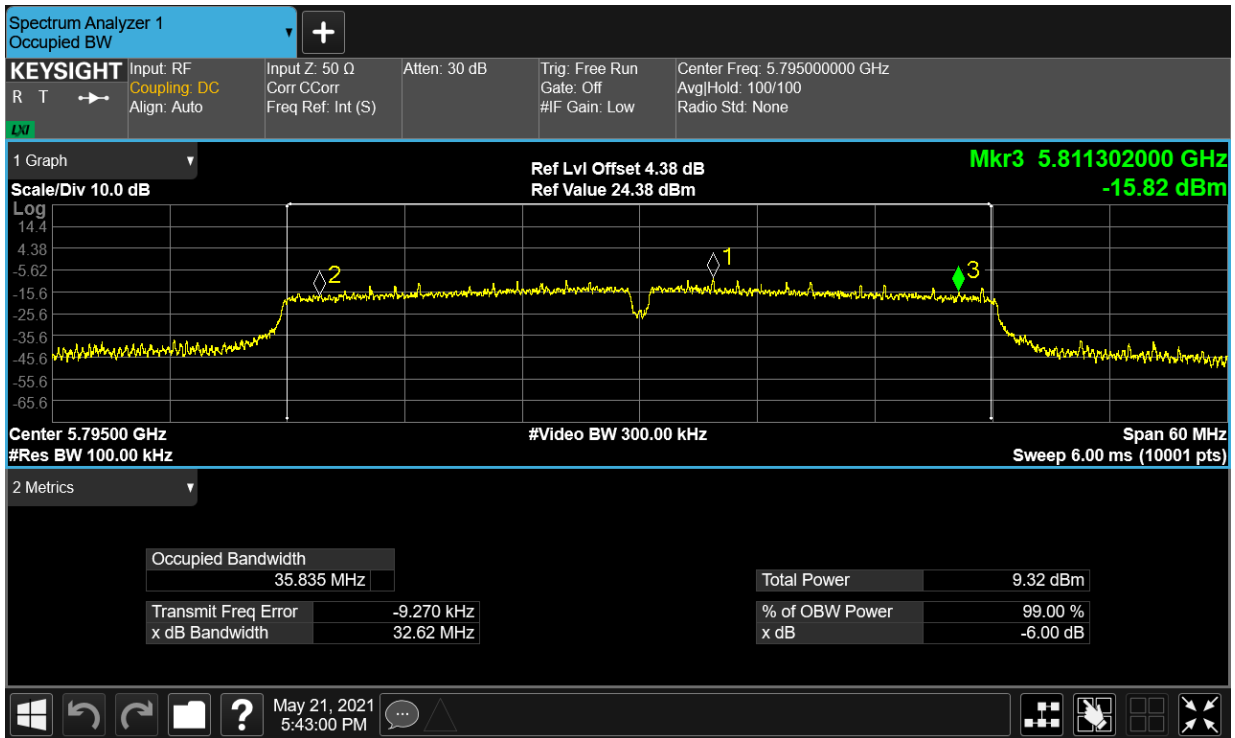 Spectrum Analyzer 1
Occupied BW
KEYSIGHT
R T
LXI
Input: RF
Coupling: DC
Align: Auto
Input Z: 50 Ω
Corr CCorr
Freq Ref: Int (S)
Atten: 30 dB
Trig: Free Run
Gate: Off
#IF Gain: Low
Center Freq: 5.795000000 GHz
Avg|Hold: 100/100
Radio Std: None
1 Graph
Scale/Div 10.0 dB
Ref Lvl Offset 4.38 dB
Ref Value 24.38 dBm
Mkr3 5.811302000 GHz
-15.82 dBm
Log
14.4
4.38
-5.62
-15.6
-25.6
-35.6
-45.6
-55.6
-65.6
2
1
3
Center 5.79500 GHz
#Res BW 100.00 kHz
#Video BW 300.00 kHz
Span 60 MHz
Sweep 6.00 ms (10001 pts)
2 Metrics
Occupied Bandwidth
35.835 MHz
Transmit Freq Error -9.270 kHz
x dB Bandwidth 32.62 MHz
Total Power 9.32 dBm
% of OBW Power 99.00 %
x dB -6.00 dB
?
May 21, 2021
5:43:00 PM